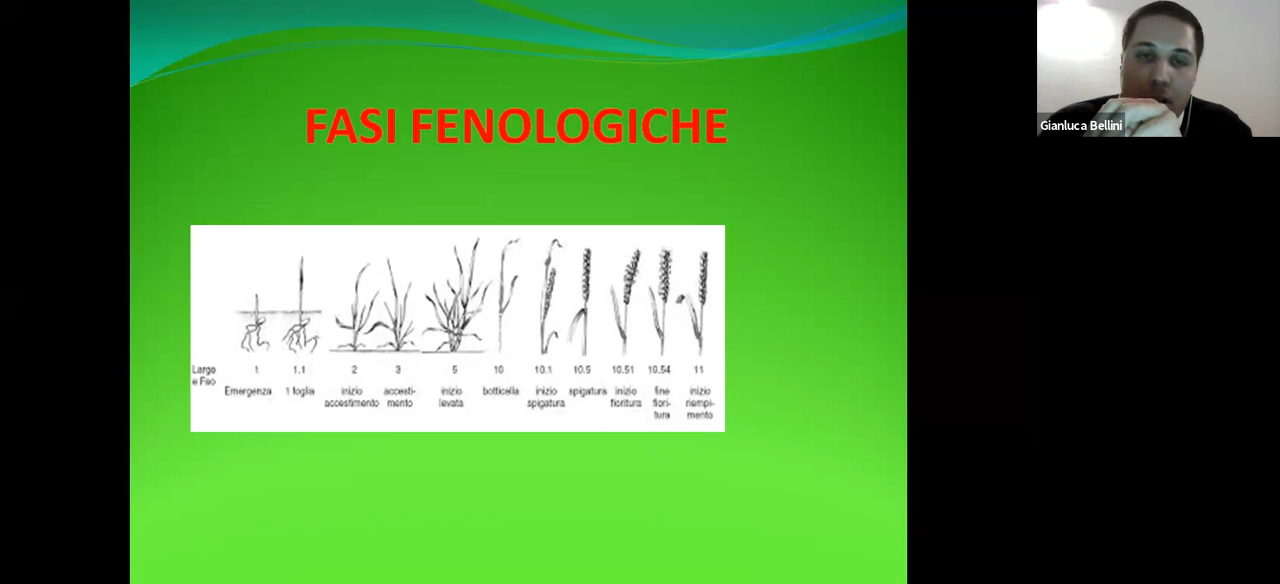 FASI FENOLOGICHE
Large
e Fao
1 1.1 2 3 5 10 10.1 10.5 10.51 10.54 11
Emergenza 1 foglia inizio accesti- inizio botticella inizio spigatura inizio fine inizio
accestimento mento levata spigatura fioritura fiori- riempi-
tura mento
Gianluca Bellini